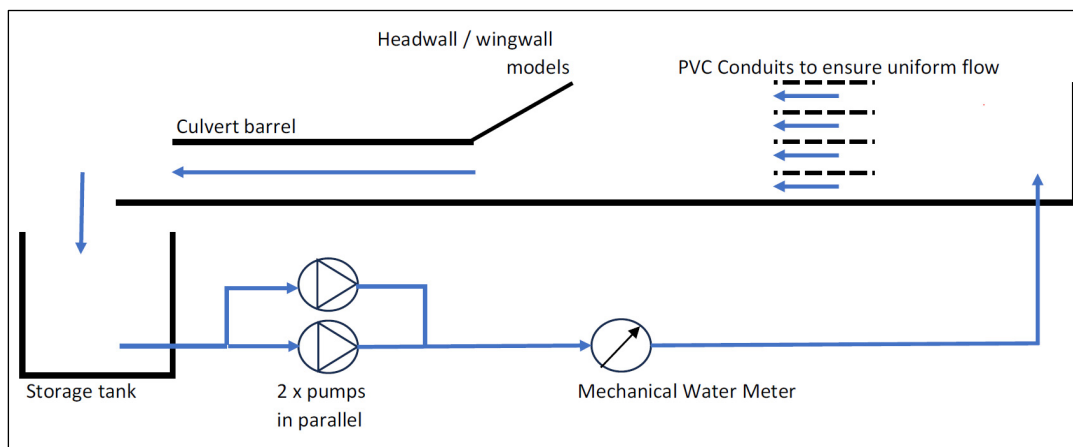 Headwall / wingwall
models
PVC Conduits to ensure uniform flow
Culvert barrel
Storage tank
2 x pumps
in parallel
Mechanical Water Meter